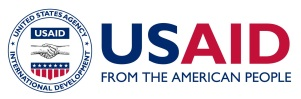 UNITED STATES AGENCY
USAID
INTERNATIONAL DEVELOPMENT
USAID
FROM THE AMERICAN PEOPLE